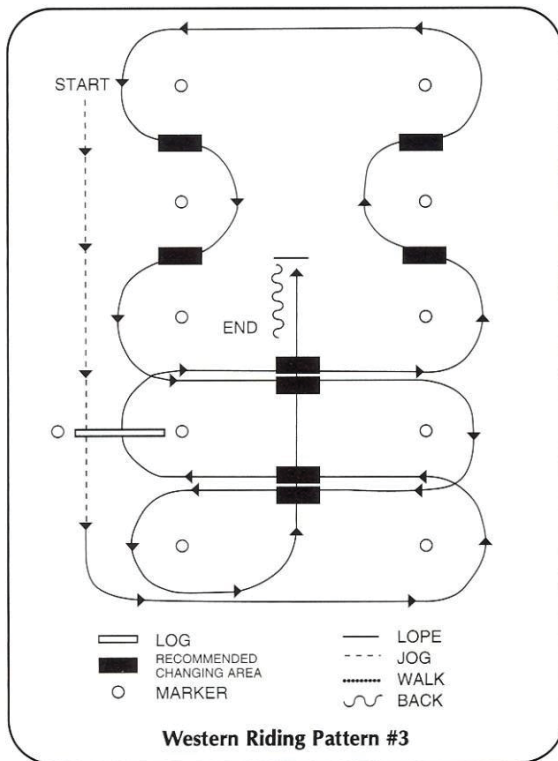 START
END
LOG
RECOMMENDED
CHANGING AREA
MARKER
LOPE
JOG
WALK
BACK
Western Riding Pattern #3